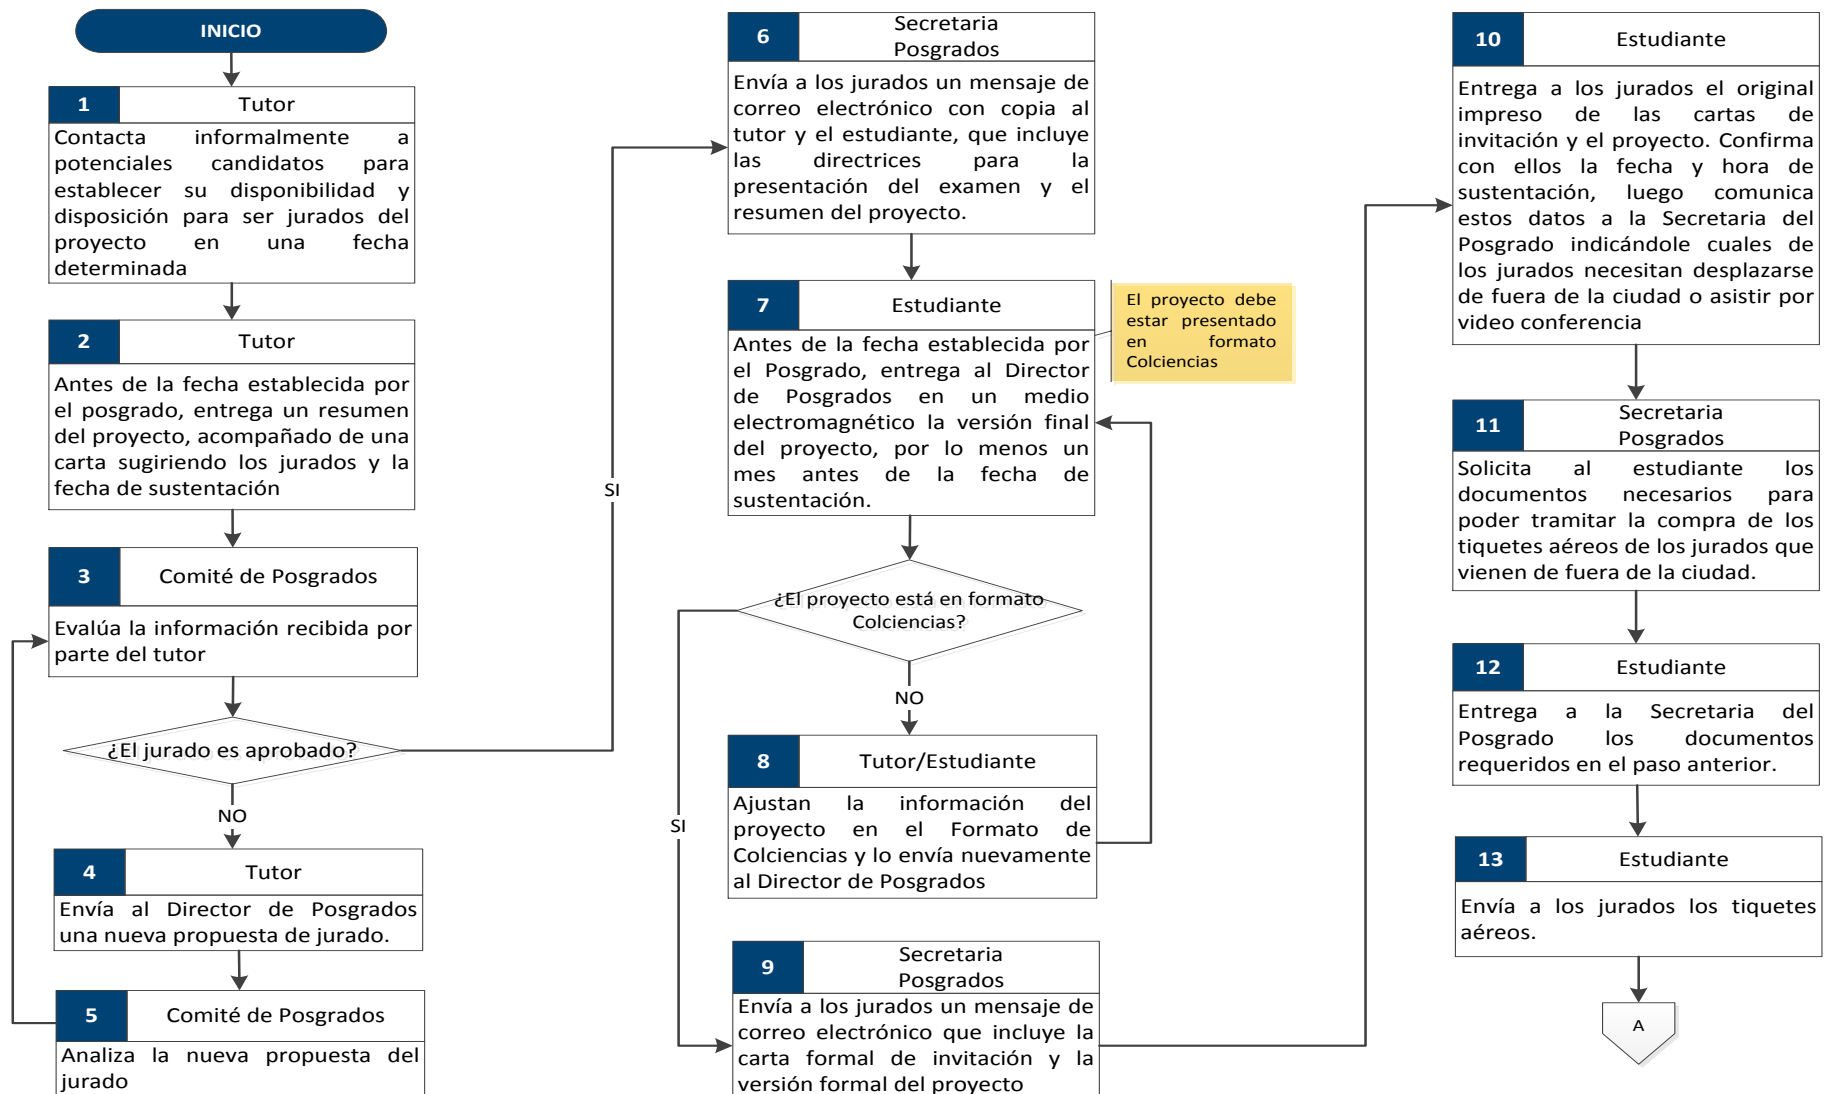 INICIO
1
Tutor
Contacta informalmente a
potenciales candidatos para
establecer su disponibilidad y
disposición para ser jurados del
proyecto en una fecha
determinada
2
Tutor
Antes de la fecha establecida por
el posgrado, entrega un resumen
del proyecto, acompañado de una
carta sugiriendo los jurados y la
fecha de sustentación
3
Comité de Posgrados
Evalúa la información recibida por
parte del tutor
¿El jurado es aprobado?
NO
4
Tutor
Envía al Director de Posgrados
una nueva propuesta de jurado.
5
Comité de Posgrados
Analiza la nueva propuesta del
jurado
SI
6
Secretaria
Posgrados
Envía a los jurados un mensaje de
correo electrónico con copia al
tutor y el estudiante, que incluye
las directrices para la
presentación del examen y el
resumen del proyecto.
7
Estudiante
Antes de la fecha establecida por
el Posgrado, entrega al Director
de Posgrados en un medio
electromagnético la versión final
del proyecto, por lo menos un
mes antes de la fecha de
sustentación.
El proyecto debe
estar presentado
en formato
Colciencias
¿El proyecto está en formato
Colciencias?
NO
SI
8
Tutor/Estudiante
Ajustan la información del
proyecto en el Formato de
Colciencias y lo envía nuevamente
al Director de Posgrados
9
Secretaria
Posgrados
Envía a los jurados un mensaje de
correo electrónico que incluye la
carta formal de invitación y la
versión formal del proyecto
10
Estudiante
Entrega a los jurados el original
impreso de las cartas de
invitación y el proyecto. Confirma
con ellos la fecha y hora de
sustentación, luego comunica
estos datos a la Secretaria del
Posgrado indicándole cuales de
los jurados necesitan desplazarse
de fuera de la ciudad o asistir por
video conferencia
11
Secretaria
Posgrados
Solicita al estudiante los
documentos necesarios para
poder tramitar la compra de los
tiquetes aéreos de los jurados que
vienen de fuera de la ciudad.
12
Estudiante
Entrega a la Secretaria del
Posgrado los documentos
requeridos en el paso anterior.
13
Estudiante
Envía a los jurados los tiquetes
aéreos.
A